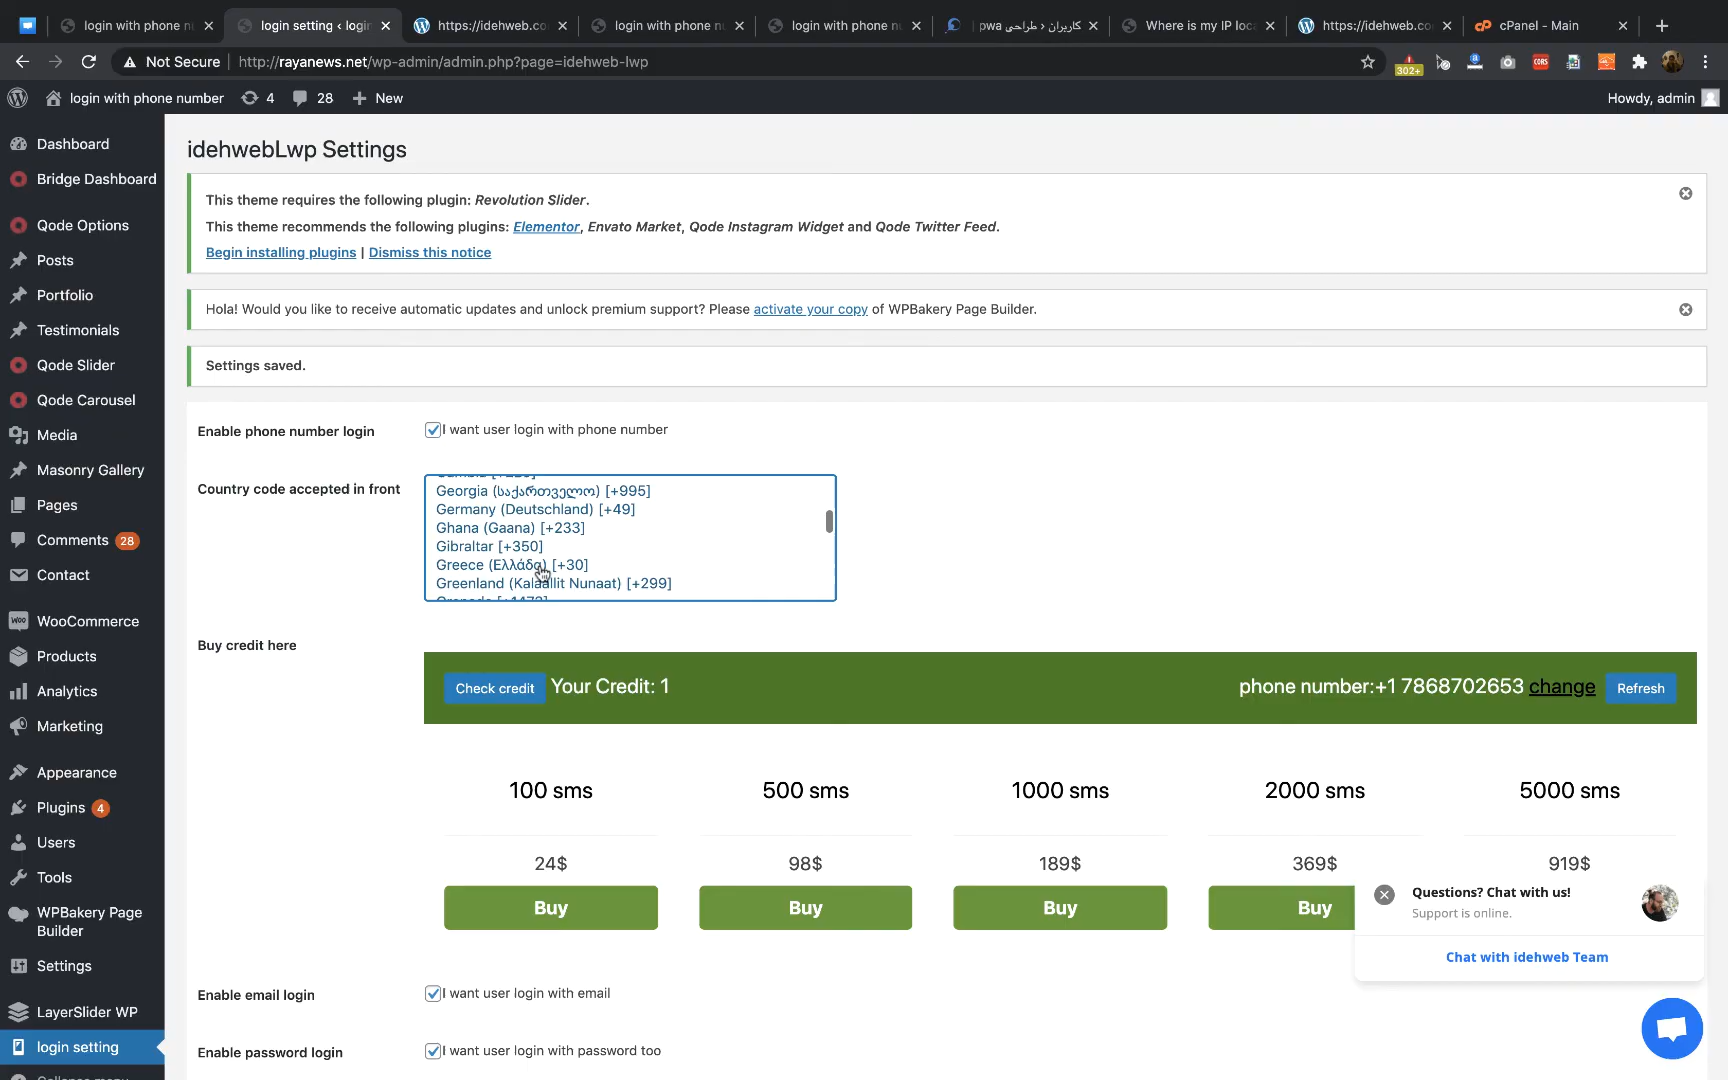 login with phone n
login setting ‹ login
https://idehweb.co
login with phone nu
login with phone nu
کاربران ‹ طراحی pwa
Where is my IP loca
https://idehweb.co
cPanel - Main
Not Secure
http://rayanews.net/wp-admin/admin.php?page=idehweb-lwp
302+
CORS
login with phone number
4
28
New
Howdy, admin
Dashboard
Bridge Dashboard
Qode Options
Posts
Portfolio
Testimonials
Qode Slider
Qode Carousel
Media
Masonry Gallery
Pages
Comments 28
Contact
WooCommerce
Products
Analytics
Marketing
Appearance
Plugins 4
Users
Tools
WPBakery Page
Builder
Settings
LayerSlider WP
login setting
Collapse menu
idehwebLwp Settings
This theme requires the following plugin: Revolution Slider.
This theme recommends the following plugins: Elementor, Envato Market, Qode Instagram Widget and Qode Twitter Feed.
Begin installing plugins | Dismiss this notice
Hola! Would you like to receive automatic updates and unlock premium support? Please activate your copy of WPBakery Page Builder.
Settings saved.
Enable phone number login
I want user login with phone number
Country code accepted in front
Georgia (საქართველო) [+995]
Germany (Deutschland) [+49]
Ghana (Gaana) [+233]
Gibraltar [+350]
Greece (Ελλάδα) [+30]
Greenland (Kalaallit Nunaat) [+299]
Grenada [+1473]
Buy credit here
Check credit
Your Credit: 1
phone number:+1 7868702653 change
Refresh
100 sms
500 sms
1000 sms
2000 sms
5000 sms
24$
98$
189$
369$
919$
Buy
Buy
Buy
Buy
Questions? Chat with us!
Support is online.
Chat with idehweb Team
Enable email login
I want user login with email
Enable password login
I want user login with password too